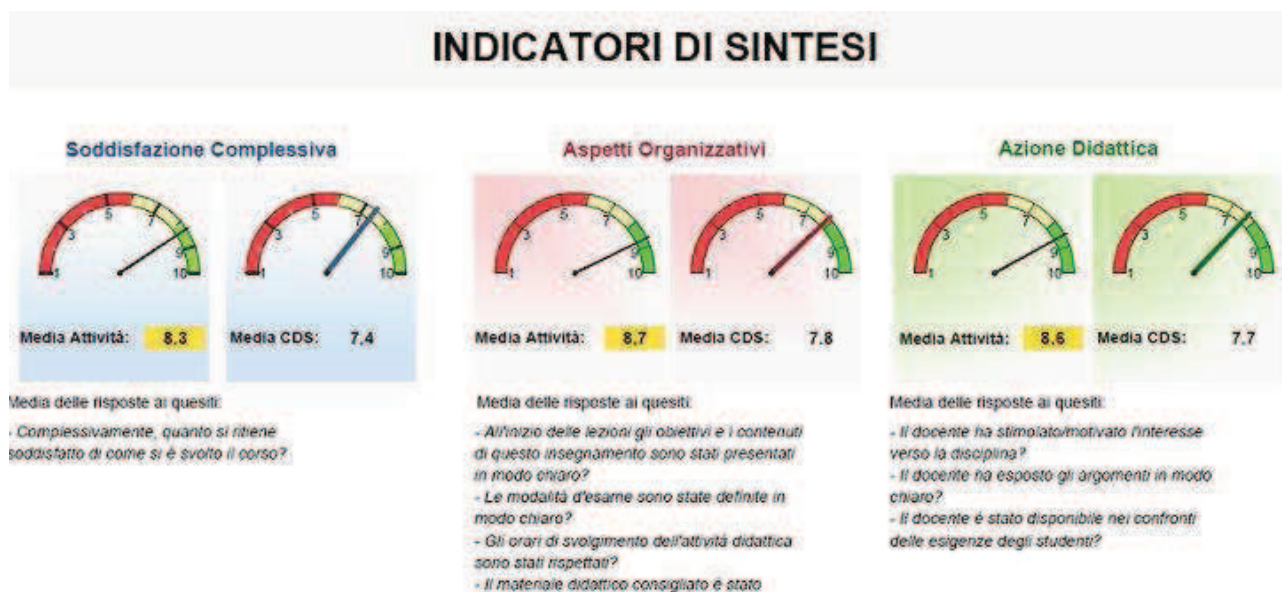 INDICATORI DI SINTESI
Soddisfazione Complessiva
1 3 5 7 9 10
1 3 5 7 9 10
Media Attività: 8.3
Media CDS: 7.4
Media delle risposte ai quesiti:
- Complessivamente, quanto si ritiene
soddisfatto di come si è svolto il corso?
Aspetti Organizzativi
1 3 5 7 9 10
1 3 5 7 9 10
Media Attività: 8.7
Media CDS: 7.8
Media delle risposte ai quesiti:
- All'inizio delle lezioni gli obiettivi e i contenuti
di questo insegnamento sono stati presentati
in modo chiaro?
- Le modalità d'esame sono state definite in
modo chiaro?
- Gli orari di svolgimento dell'attività didattica
sono stati rispettati?
- Il materiale didattico consigliato è stato
Azione Didattica
1 3 5 7 9 10
1 3 5 7 9 10
Media Attività: 8.6
Media CDS: 7.7
Media delle risposte ai quesiti:
- Il docente ha stimolato/motivato l'interesse
verso la disciplina?
- Il docente ha esposto gli argomenti in modo
chiaro?
- Il docente è stato disponibile nei confronti
delle esigenze degli studenti?